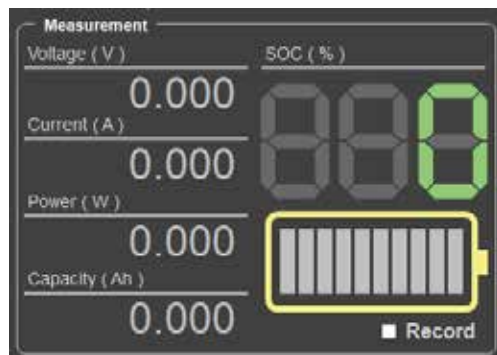 Measurement
Voltage ( V )
0.000
Current ( A )
0.000
Power ( W )
0.000
Capacity ( Ah )
0.000
SOC ( % )
0
Record